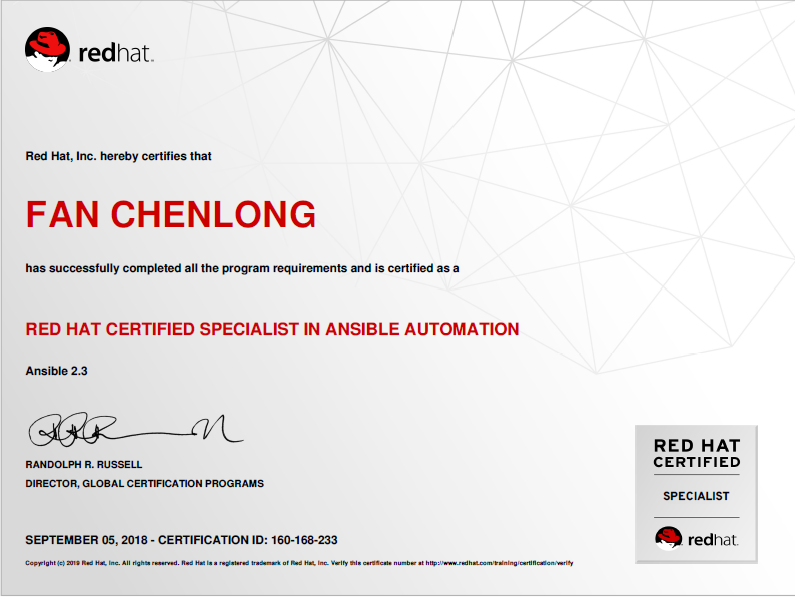 redhat.
Red Hat, Inc. hereby certifies that
FAN CHENLONG
has successfully completed all the program requirements and is certified as a
RED HAT CERTIFIED SPECIALIST IN ANSIBLE AUTOMATION
Ansible 2.3
RANDOLPH R. RUSSELL
DIRECTOR, GLOBAL CERTIFICATION PROGRAMS
RED HAT
CERTIFIED
SPECIALIST
redhat.
SEPTEMBER 05, 2018 - CERTIFICATION ID: 160-168-233
Copyright (c) 2019 Red Hat, Inc. All rights reserved. Red Hat is a registered trademark of Red Hat, Inc. Verify this certificate number at http://www.redhat.com/training/certification/verify